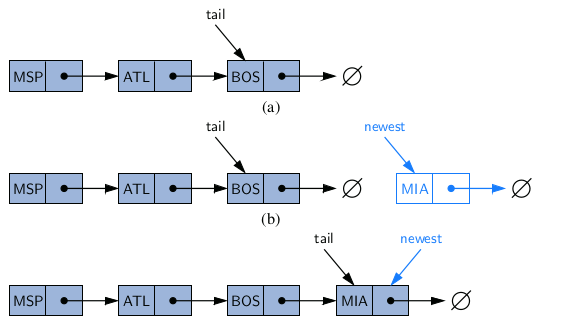 tail
MSP ATL BOS ∅
(a)
tail newest
MSP ATL BOS ∅ MIA ∅
(b)
tail newest
MSP ATL BOS MIA ∅